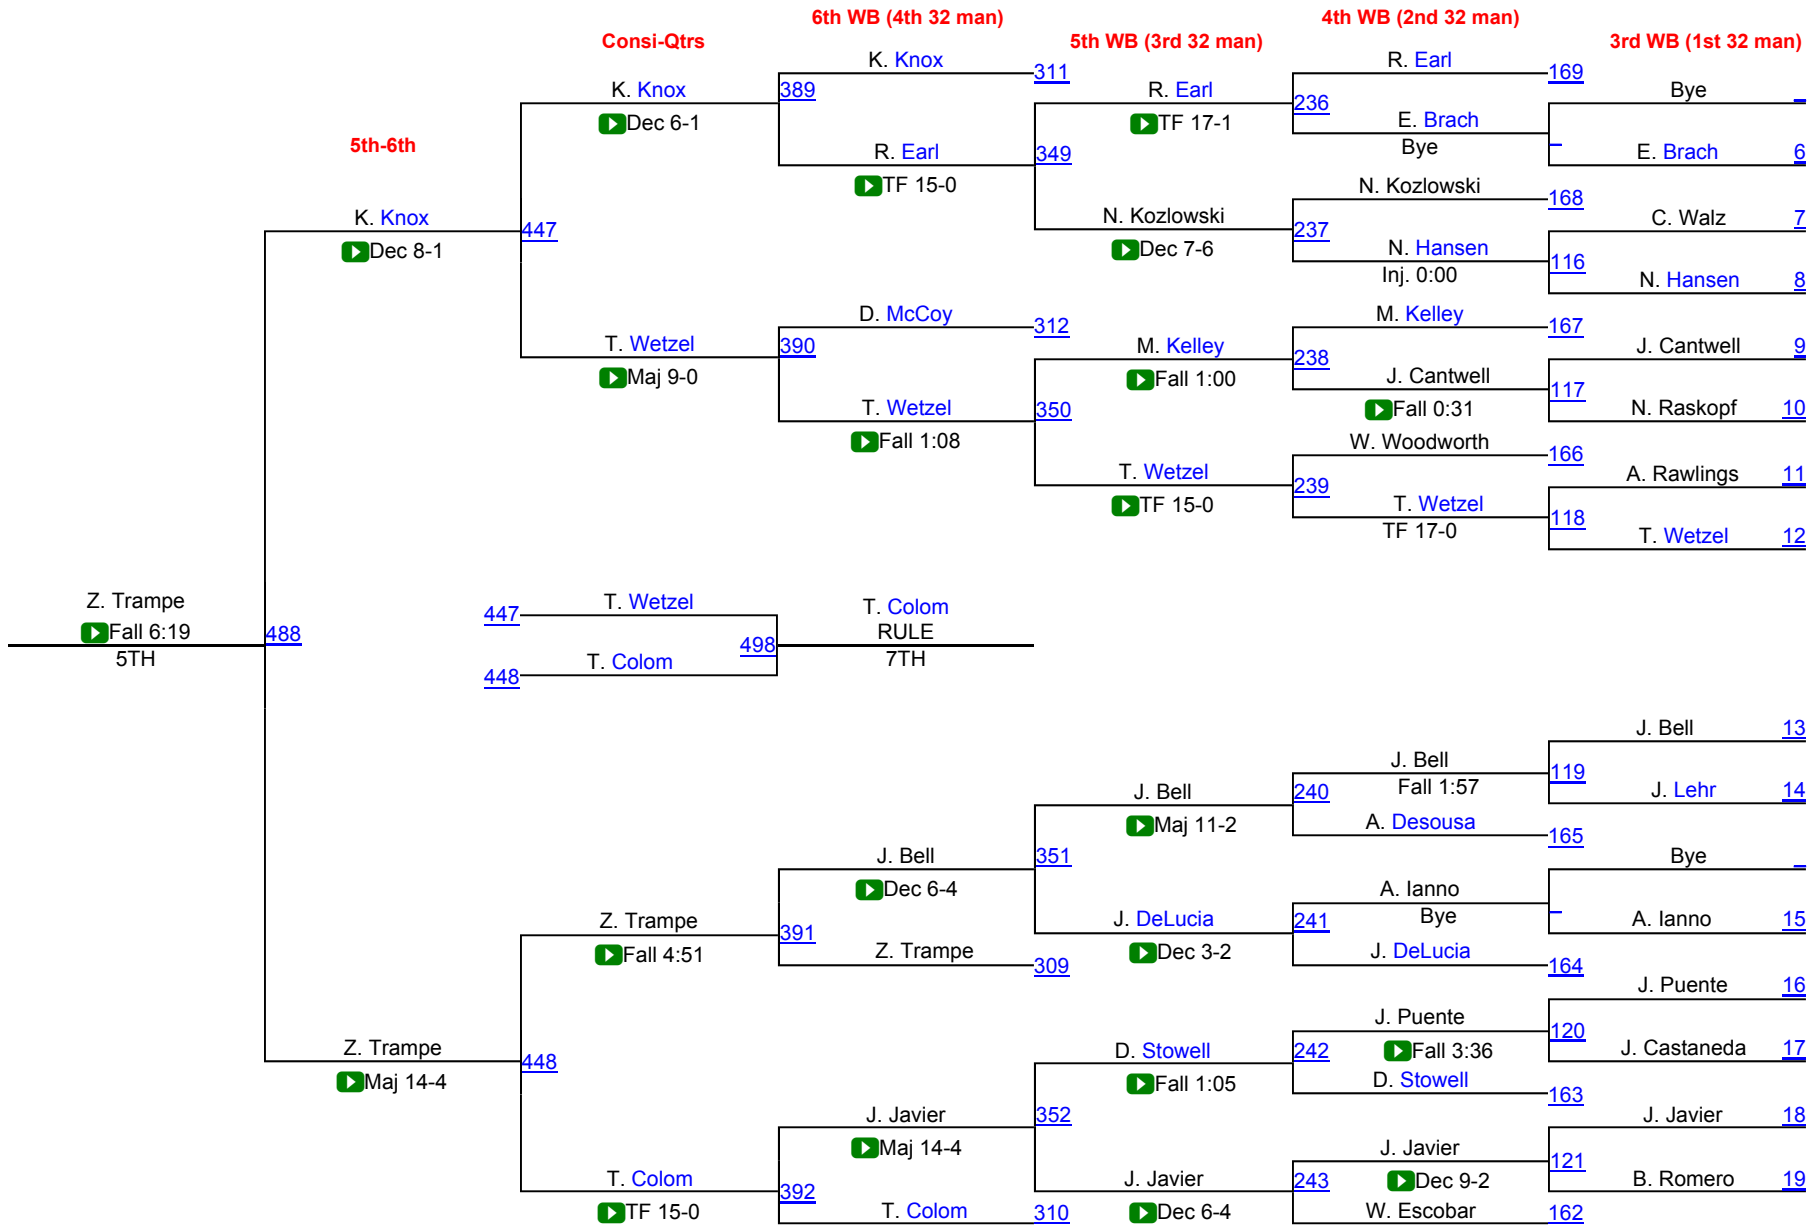 6th WB (4th 32 man)
4th WB (2nd 32 man)
Consi-Qtrs
5th WB (3rd 32 man)
3rd WB (1st 32 man)
K. Knox
311
R. Earl
169
K. Knox
389
R. Earl
236
Bye
Dec 6-1
TF 17-1
E. Brach
5th-6th
R. Earl
349
Bye
E. Brach
6
TF 15-0
N. Kozlowski
168
K. Knox
447
N. Kozlowski
237
C. Walz
7
Dec 8-1
Dec 7-6
N. Hansen
116
Inj. 0:00
N. Hansen
8
D. McCoy
312
M. Kelley
167
T. Wetzel
390
M. Kelley
238
J. Cantwell
9
Maj 9-0
Fall 1:00
J. Cantwell
117
T. Wetzel
350
Fall 0:31
N. Raskopf
10
Fall 1:08
W. Woodworth
166
T. Wetzel
239
A. Rawlings
11
TF 15-0
T. Wetzel
118
TF 17-0
T. Wetzel
12
Z. Trampe
447
T. Wetzel
T. Colom
Fall 6:19
488
498
RULE
5TH
448
T. Colom
7TH
J. Bell
13
J. Bell
119
J. Bell
240
Fall 1:57
J. Lehr
14
Maj 11-2
A. Desousa
165
J. Bell
351
Bye
Dec 6-4
A. Ianno
Z. Trampe
391
J. DeLucia
241
Bye
A. Ianno
15
Fall 4:51
Z. Trampe
309
Dec 3-2
J. DeLucia
164
J. Puente
16
J. Puente
120
Z. Trampe
448
D. Stowell
242
Fall 3:36
J. Castaneda
17
Maj 14-4
Fall 1:05
D. Stowell
163
J. Javier
352
J. Javier
18
Maj 14-4
J. Javier
121
T. Colom
392
J. Javier
243
Dec 9-2
B. Romero
19
TF 15-0
T. Colom
310
Dec 6-4
W. Escobar
162